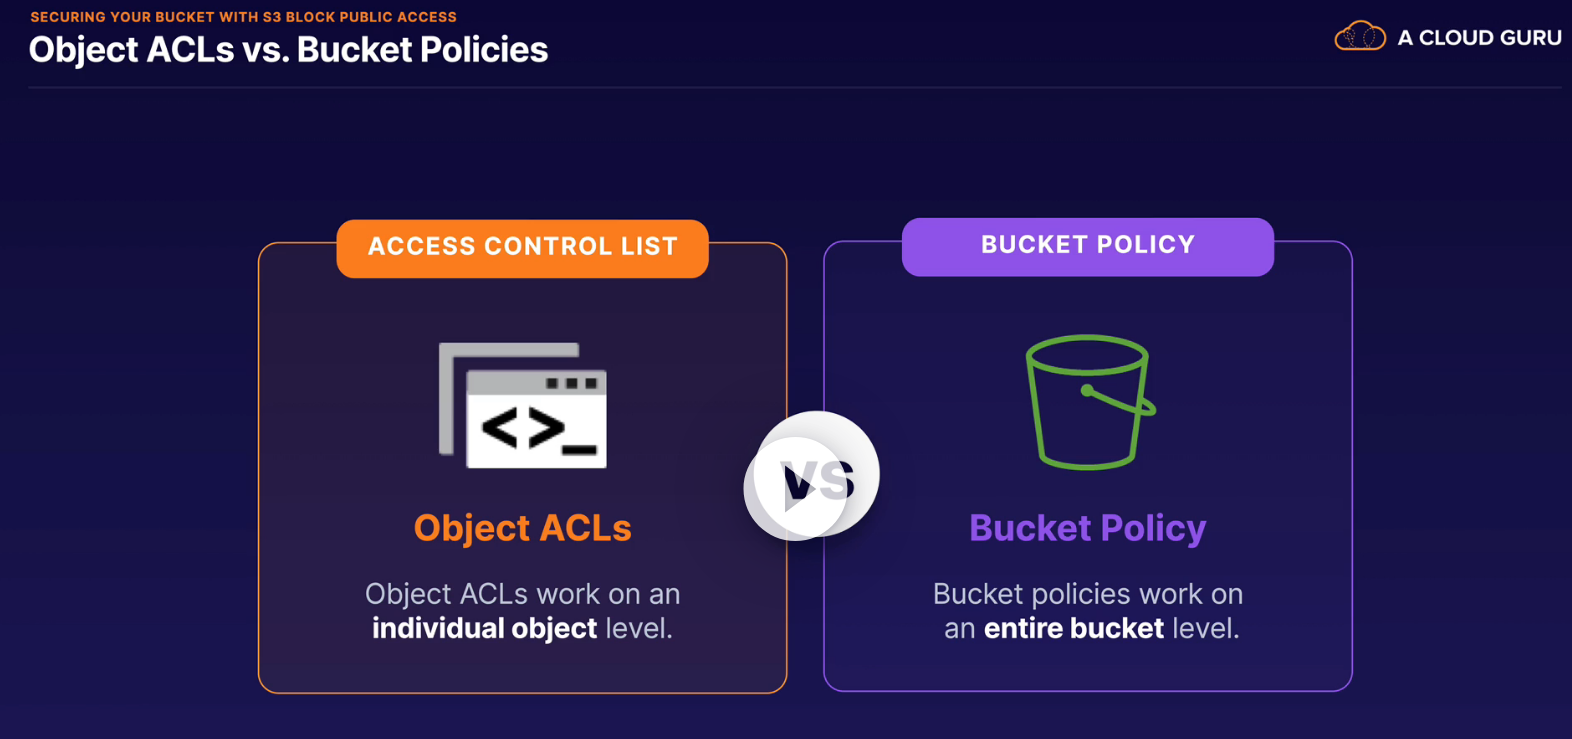 SECURING YOUR BUCKET WITH S3 BLOCK PUBLIC ACCESS
Object ACLs vs. Bucket Policies
A CLOUD GURU
ACCESS CONTROL LIST
BUCKET POLICY
<>_
VS
Object ACLs
Bucket Policy
Object ACLs work on an
individual object level.
Bucket policies work on
an entire bucket level.